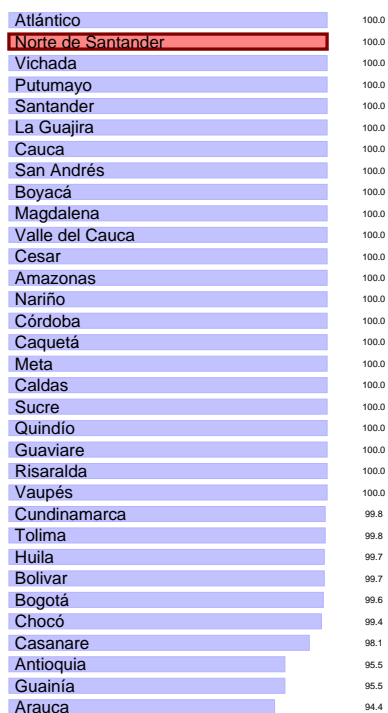 Atlántico 100.0
Norte de Santander 100.0
Vichada 100.0
Putumayo 100.0
Santander 100.0
La Guajira 100.0
Cauca 100.0
San Andrés 100.0
Boyacá 100.0
Magdalena 100.0
Valle del Cauca 100.0
Cesar 100.0
Amazonas 100.0
Nariño 100.0
Córdoba 100.0
Caquetá 100.0
Meta 100.0
Caldas 100.0
Sucre 100.0
Quindío 100.0
Guaviare 100.0
Risaralda 100.0
Vaupés 100.0
Cundinamarca 99.8
Tolima 99.8
Huila 99.7
Bolivar 99.7
Bogotá 99.6
Chocó 99.4
Casanare 98.1
Antioquia 95.5
Guainía 95.5
Arauca 94.4